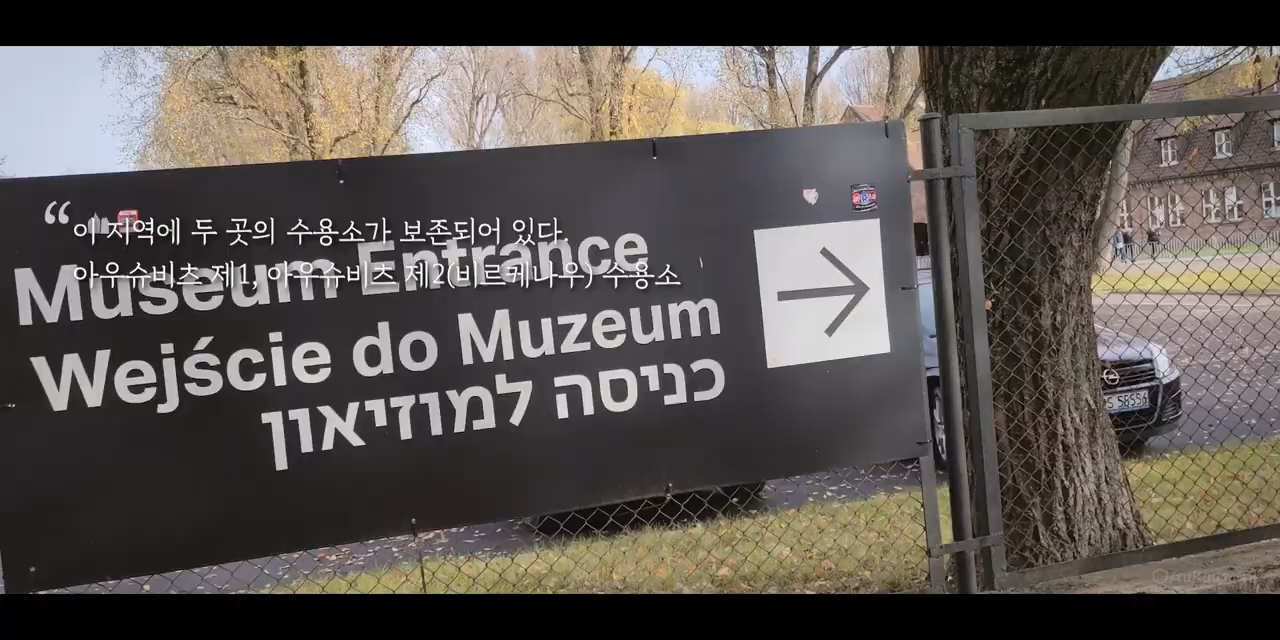 “이 지역에 두 곳의 수용소가 보존되어 있다
아우슈비츠 제1, 아우슈비츠 제2(비르케나우) 수용소
Museum Entrance
Wejście do Muzeum
כניסה למוזיאון